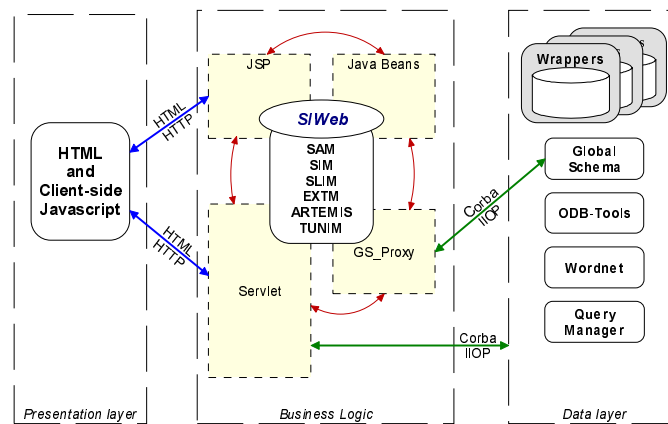 HTML
and
Client-side
Javascript
HTML
HTTP
HTML
HTTP
Presentation layer
JSP
Java Beans
SIWeb
SAM
SIM
SLIM
EXTM
ARTEMIS
TUNIM
Servlet
GS_Proxy
Business Logic
Corba
IIOP
Corba
IIOP
Wrappers
s
s
Global
Schema
ODB-Tools
Wordnet
Query
Manager
Data layer